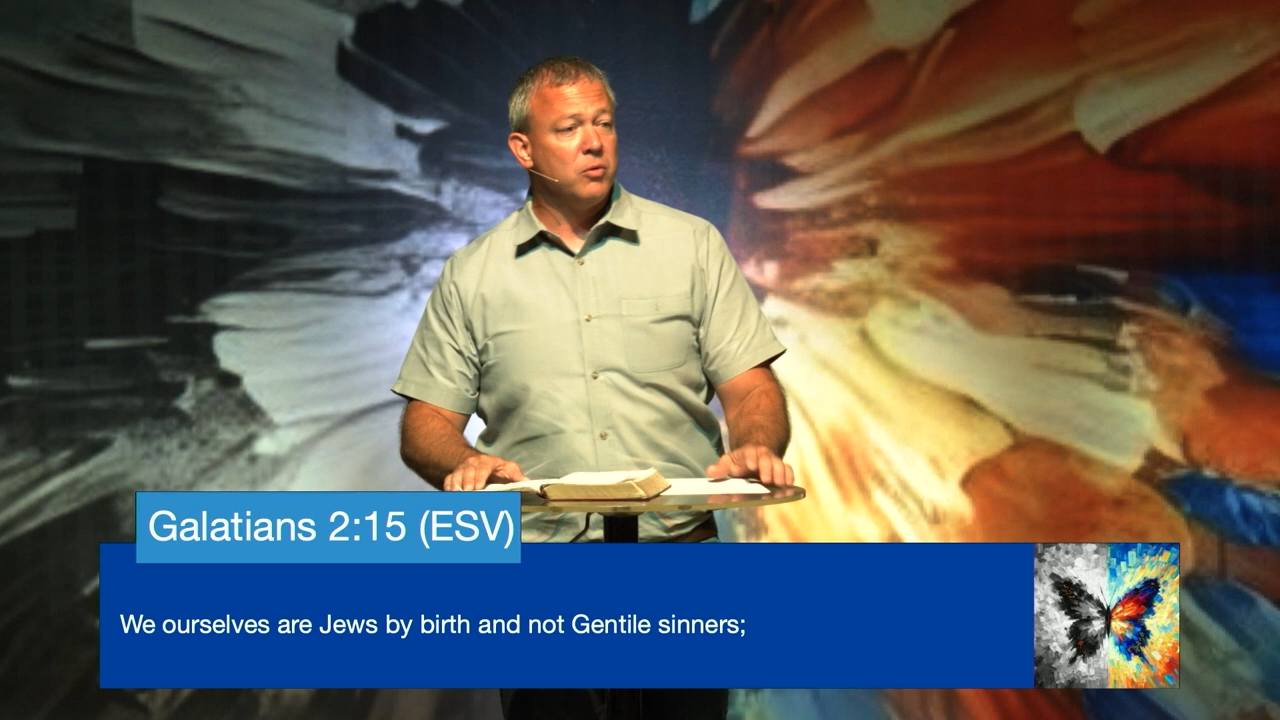 Galatians 2:15 (ESV)
We ourselves are Jews by birth and not Gentile sinners;